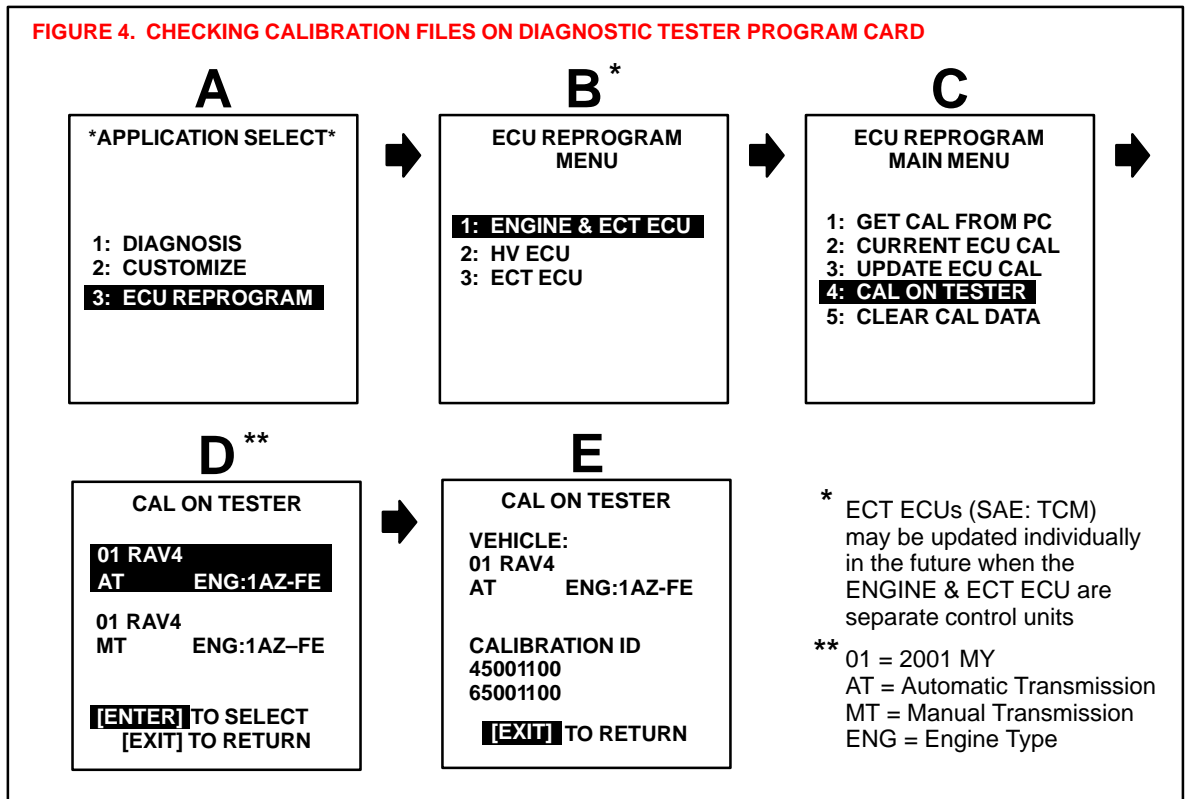 FIGURE 4. CHECKING CALIBRATION FILES ON DIAGNOSTIC TESTER PROGRAM CARD
A
*APPLICATION SELECT*
1: DIAGNOSIS
2: CUSTOMIZE
3: ECU REPROGRAM
B*
ECU REPROGRAM
MENU
1: ENGINE & ECT ECU
2: HV ECU
3: ECT ECU
C
ECU REPROGRAM
MAIN MENU
1: GET CAL FROM PC
2: CURRENT ECU CAL
3: UPDATE ECU CAL
4: CAL ON TESTER
5: CLEAR CAL DATA
D**
CAL ON TESTER
01 RAV4
AT ENG:1AZ-FE
01 RAV4
MT ENG:1AZ–FE
[ENTER] TO SELECT
[EXIT] TO RETURN
E
CAL ON TESTER
VEHICLE:
01 RAV4
AT ENG:1AZ-FE
CALIBRATION ID
45001100
65001100
[EXIT] TO RETURN
* ECT ECUs (SAE: TCM)
may be updated individually
in the future when the
ENGINE & ECT ECU are
separate control units
** 01 = 2001 MY
AT = Automatic Transmission
MT = Manual Transmission
ENG = Engine Type